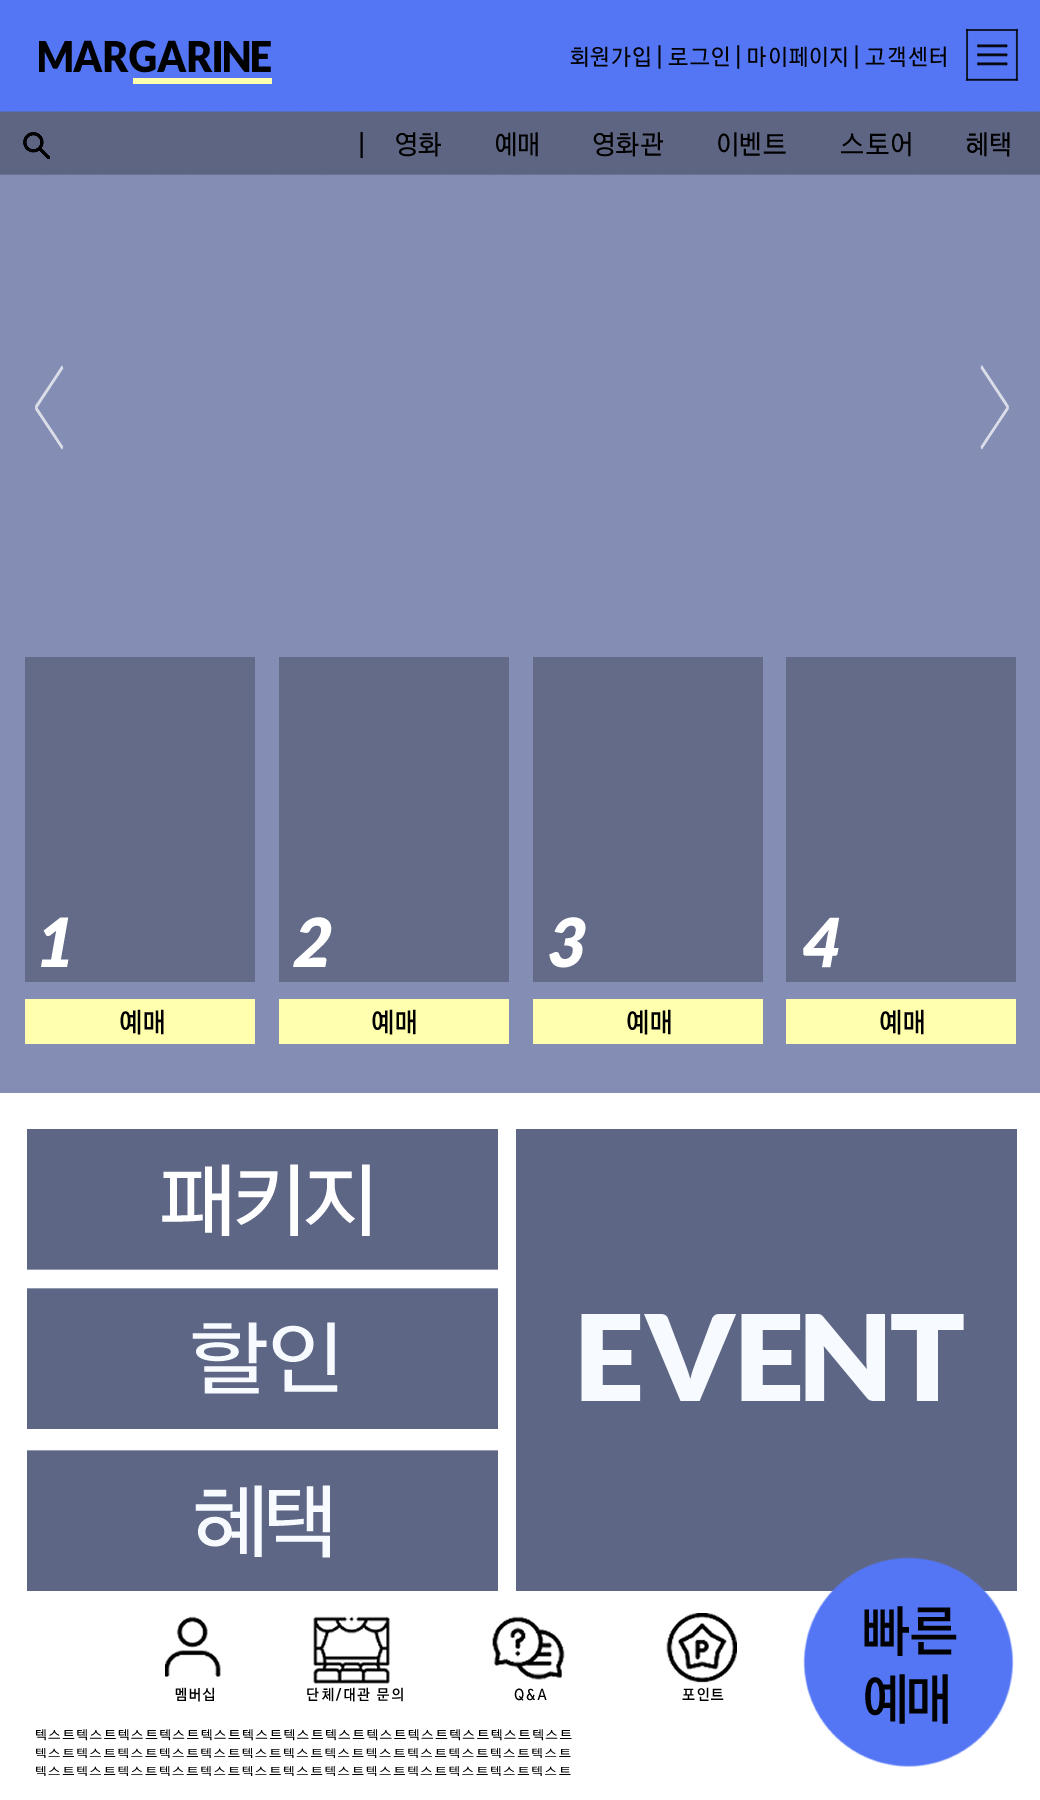 MARGARINE
회원가입 | 로그인 | 마이페이지 | 고객센터
| 영화 예매 영화관 이벤트 스토어 혜택
1 2 3 4
예매 예매 예매 예매
패키지
할인
혜택
EVENT
멤버십 단체/대관 문의 Q&A P 포인트
빠른
예매
텍스트텍스트텍스트텍스트텍스트텍스트텍스트텍스트텍스트텍스트텍스트텍스트텍스트
텍스트텍스트텍스트텍스트텍스트텍스트텍스트텍스트텍스트텍스트텍스트텍스트텍스트
텍스트텍스트텍스트텍스트텍스트텍스트텍스트텍스트텍스트텍스트텍스트텍스트텍스트